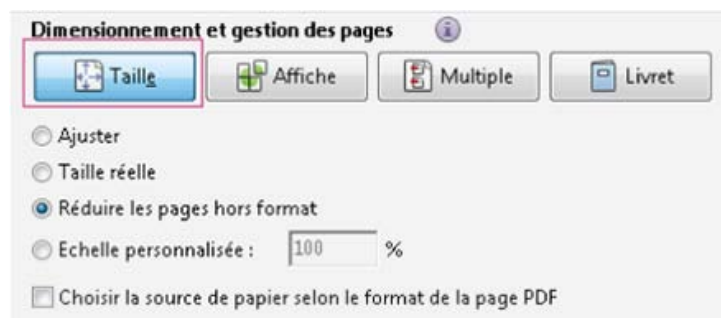 Dimensionnement et gestion des pages
Taille Affiche Multiple Livret
Ajuster
Taille réelle
Réduire les pages hors format
Echelle personnalisée : 100 %
Choisir la source de papier selon le format de la page PDF